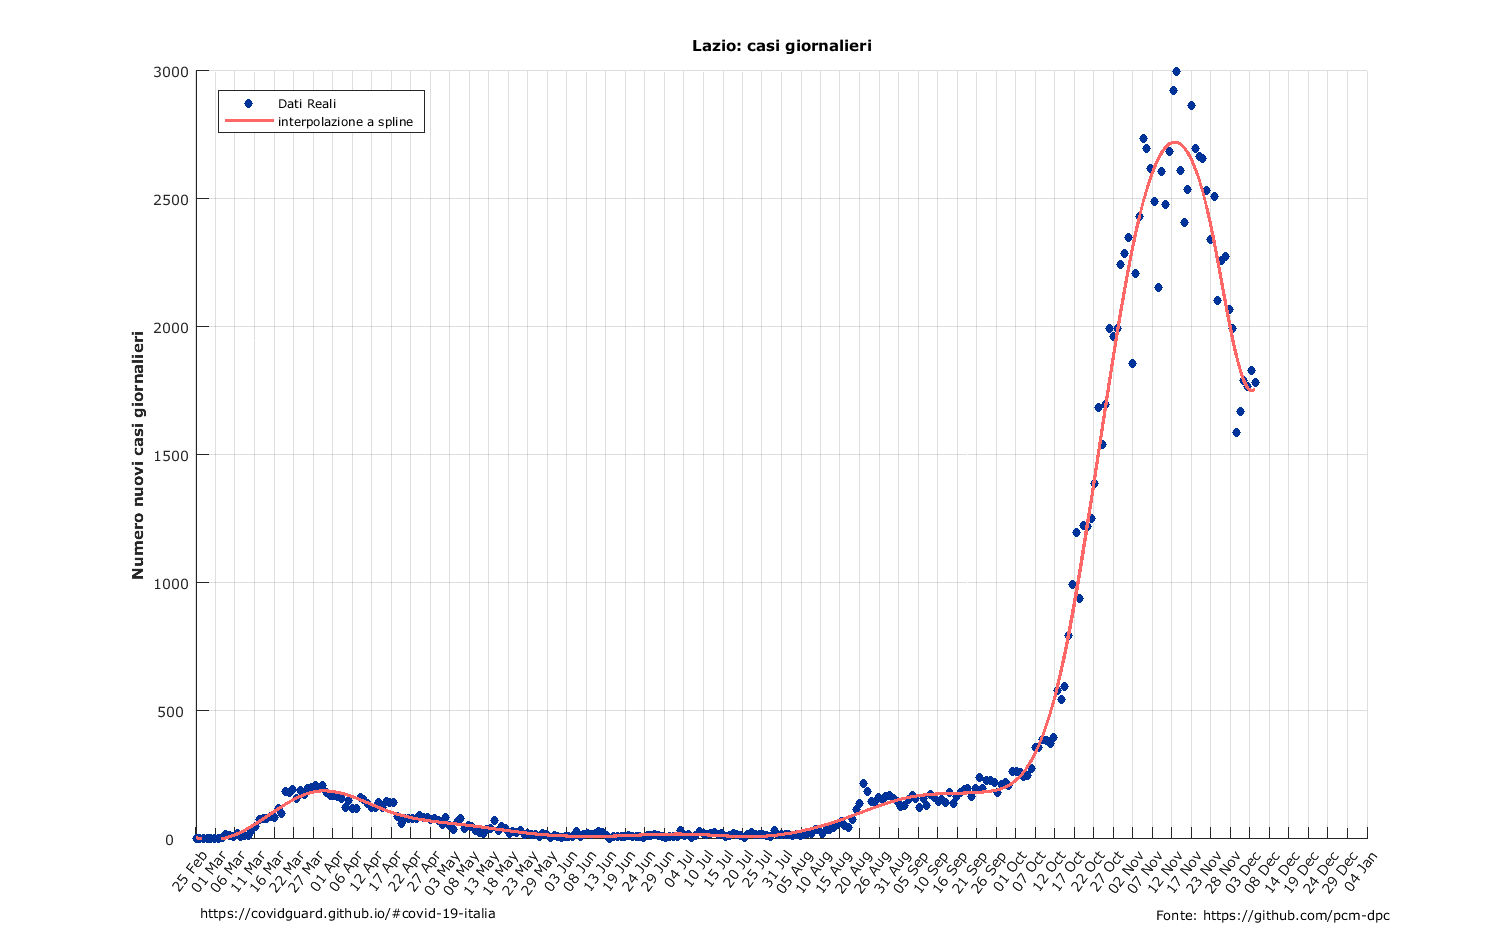 Lazio: casi giornalieri
Dati Reali
interpolazione a spline
Numero nuovi casi giornalieri
3000
2500
2000
1500
1000
500
0
25 Feb
01 Mar
06 Mar
11 Mar
16 Mar
22 Mar
27 Mar
01 Apr
06 Apr
12 Apr
17 Apr
22 Apr
27 Apr
03 May
08 May
13 May
18 May
23 May
29 May
03 Jun
08 Jun
13 Jun
19 Jun
24 Jun
29 Jun
04 Jul
10 Jul
15 Jul
20 Jul
25 Jul
31 Jul
05 Aug
10 Aug
15 Aug
20 Aug
26 Aug
31 Aug
05 Sep
10 Sep
16 Sep
21 Sep
26 Sep
01 Oct
07 Oct
12 Oct
17 Oct
22 Oct
27 Oct
02 Nov
07 Nov
12 Nov
17 Nov
23 Nov
28 Nov
03 Dec
08 Dec
14 Dec
19 Dec
24 Dec
29 Dec
04 Jan
https://covidguard.github.io/#covid-19-italia
Fonte: https://github.com/pcm-dpc